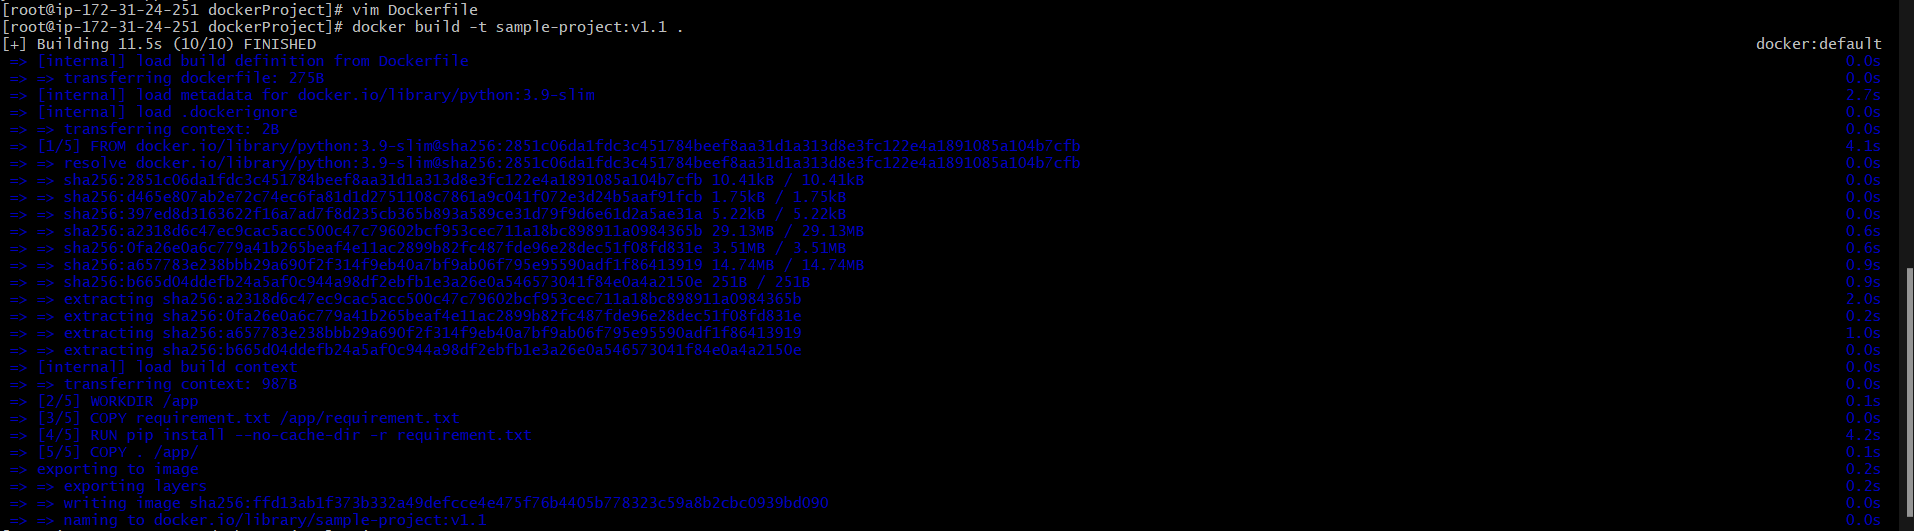 [root@ip-172-31-24-251 dockerProject]# vim Dockerfile
[root@ip-172-31-24-251 dockerProject]# docker build -t sample-project:v1.1 .
[+] Building 11.5s (10/10) FINISHED docker:default
=> [internal] load build definition from Dockerfile 0.0s
=> => transferring dockerfile: 275B 0.0s
=> [internal] load metadata for docker.io/library/python:3.9-slim 2.7s
=> [internal] load .dockerignore 0.0s
=> => transferring context: 2B 0.0s
=> [1/5] FROM docker.io/library/python:3.9-slim@sha256:2851c06da1fdc3c451784beef8aa31d1a313d8e3fc122e4a1891085a104b7cfb 4.1s
=> => resolve docker.io/library/python:3.9-slim@sha256:2851c06da1fdc3c451784beef8aa31d1a313d8e3fc122e4a1891085a104b7cfb 0.0s
=> => sha256:2851c06da1fdc3c451784beef8aa31d1a313d8e3fc122e4a1891085a104b7cfb 10.41kB / 10.41kB 0.0s
=> => sha256:d465e807ab2e72c74ec6fa81d1d2751108c7861a9c041f072e3d24b5aaf91fcb 1.75kB / 1.75kB 0.0s
=> => sha256:397ed8d3163622f16a7ad7f8d235cb365b893a589ce31d79f9d6e61d2a5ae31a 5.22kB / 5.22kB 0.0s
=> => sha256:a2318d6c47ec9cac5acc500c47c79602bcf953cec711a18bc898911a0984365b 29.13MB / 29.13MB 0.6s
=> => sha256:0fa26e0a6c779a41b265beaf4e11ac2899b82fc487fde96e28dec51f08fd831e 3.51MB / 3.51MB 0.6s
=> => sha256:a657783e238bbb29a690f2f314f9eb40a7bf9ab06f795e95590adf1f86413919 14.74MB / 14.74MB 0.9s
=> => sha256:b665d04ddefb24a5af0c944a98df2ebfb1e3a26e0a546573041f84e0a4a2150e 251B / 251B 0.9s
=> => extracting sha256:a2318d6c47ec9cac5acc500c47c79602bcf953cec711a18bc898911a0984365b 2.0s
=> => extracting sha256:0fa26e0a6c779a41b265beaf4e11ac2899b82fc487fde96e28dec51f08fd831e 0.2s
=> => extracting sha256:a657783e238bbb29a690f2f314f9eb40a7bf9ab06f795e95590adf1f86413919 1.0s
=> => extracting sha256:b665d04ddefb24a5af0c944a98df2ebfb1e3a26e0a546573041f84e0a4a2150e 0.0s
=> [internal] load build context 0.0s
=> => transferring context: 987B 0.0s
=> [2/5] WORKDIR /app 0.1s
=> [3/5] COPY requirement.txt /app/requirement.txt 0.0s
=> [4/5] RUN pip install --no-cache-dir -r requirement.txt 4.2s
=> [5/5] COPY . /app/ 0.1s
=> exporting to image 0.2s
=> => exporting layers 0.2s
=> => writing image sha256:ffd13ab1f373b332a49defcce4e475f76b4405b778323c59a8b2cbc0939bd090 0.0s
=> => naming to docker.io/library/sample-project:v1.1 0.0s